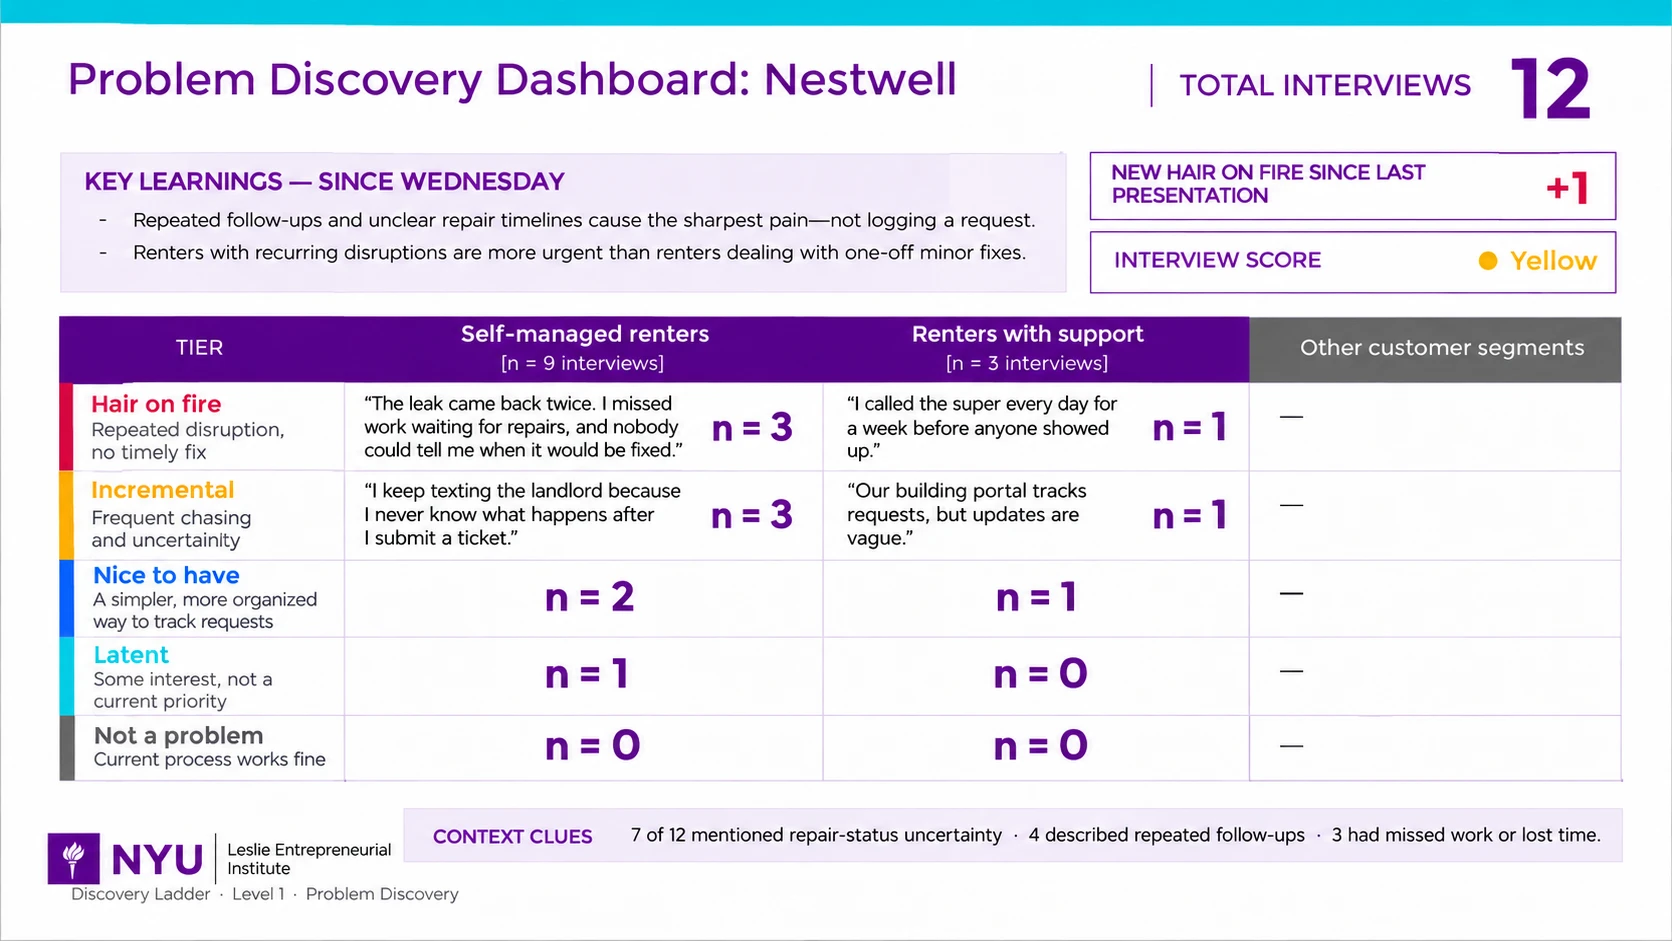 Problem Discovery Dashboard: Nestwell
TOTAL INTERVIEWS 12
KEY LEARNINGS — SINCE WEDNESDAY
- Repeated follow-ups and unclear repair timelines cause the sharpest pain—not logging a request.
- Renters with recurring disruptions are more urgent than renters dealing with one-off minor fixes.
NEW HAIR ON FIRE SINCE LAST
PRESENTATION
+1
INTERVIEW SCORE
Yellow
TIER
Self-managed renters
[n = 9 interviews]
Renters with support
[n = 3 interviews]
Other customer segments
Hair on fire
Repeated disruption,
no timely fix
“The leak came back twice. I missed
work waiting for repairs, and nobody
could tell me when it would be fixed.”
n = 3
“I called the super every day for
a week before anyone showed
up.”
n = 1
—
Incremental
Frequent chasing
and uncertainty
“I keep texting the landlord because
I never know what happens after
I submit a ticket.”
n = 3
“Our building portal tracks
requests, but updates are
vague.”
n = 1
—
Nice to have
A simpler, more organized
way to track requests
n = 2
n = 1
—
Latent
Some interest, not a
current priority
n = 1
n = 0
—
Not a problem
Current process works fine
n = 0
n = 0
—
CONTEXT CLUES
7 of 12 mentioned repair-status uncertainty · 4 described repeated follow-ups · 3 had missed work or lost time.
NYU
Leslie Entrepreneurial
Institute
Discovery Ladder · Level 1 · Problem Discovery